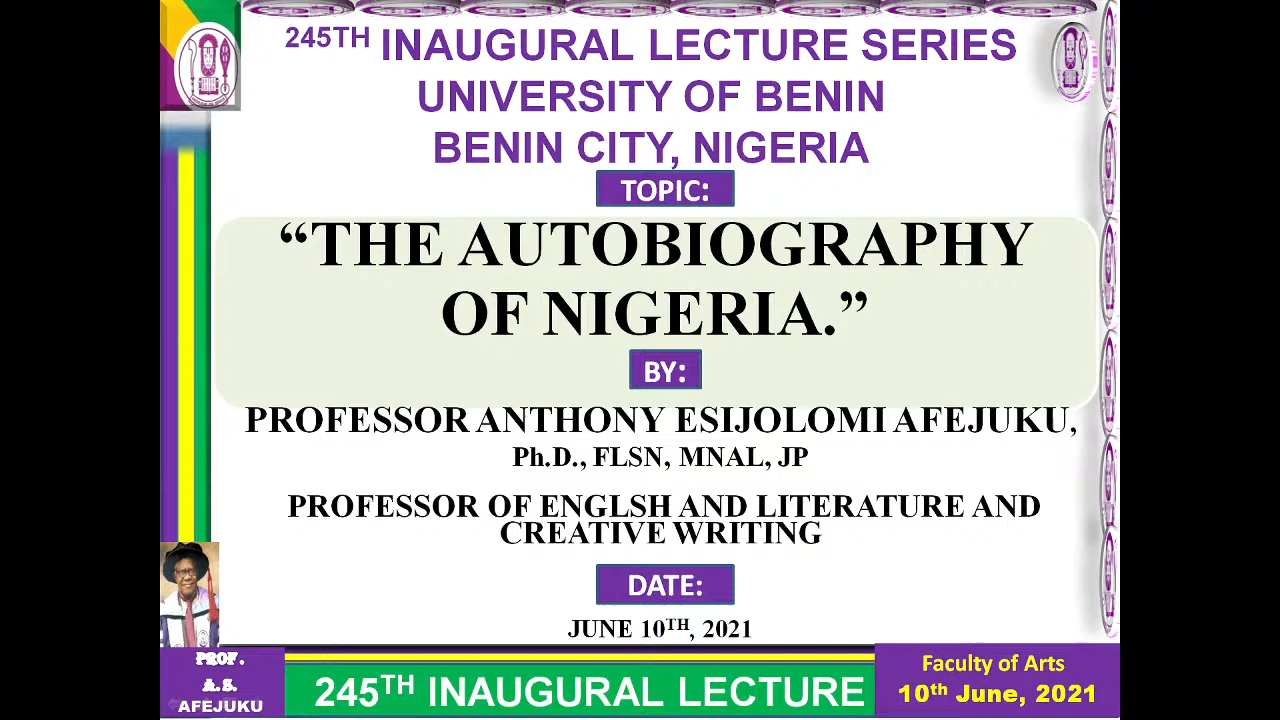 245TH INAUGURAL LECTURE SERIES
UNIVERSITY OF BENIN
BENIN CITY, NIGERIA
TOPIC:
“THE AUTOBIOGRAPHY
OF NIGERIA.”
BY:
PROFESSOR ANTHONY ESIJOLOMI AFEJUKU,
Ph.D., FLSN, MNAL, JP
PROFESSOR OF ENGLSH AND LITERATURE AND
CREATIVE WRITING
DATE:
JUNE 10TH, 2021
PROF.
A.S.
AFEJUKU
245TH INAUGURAL LECTURE
Faculty of Arts
10th June, 2021